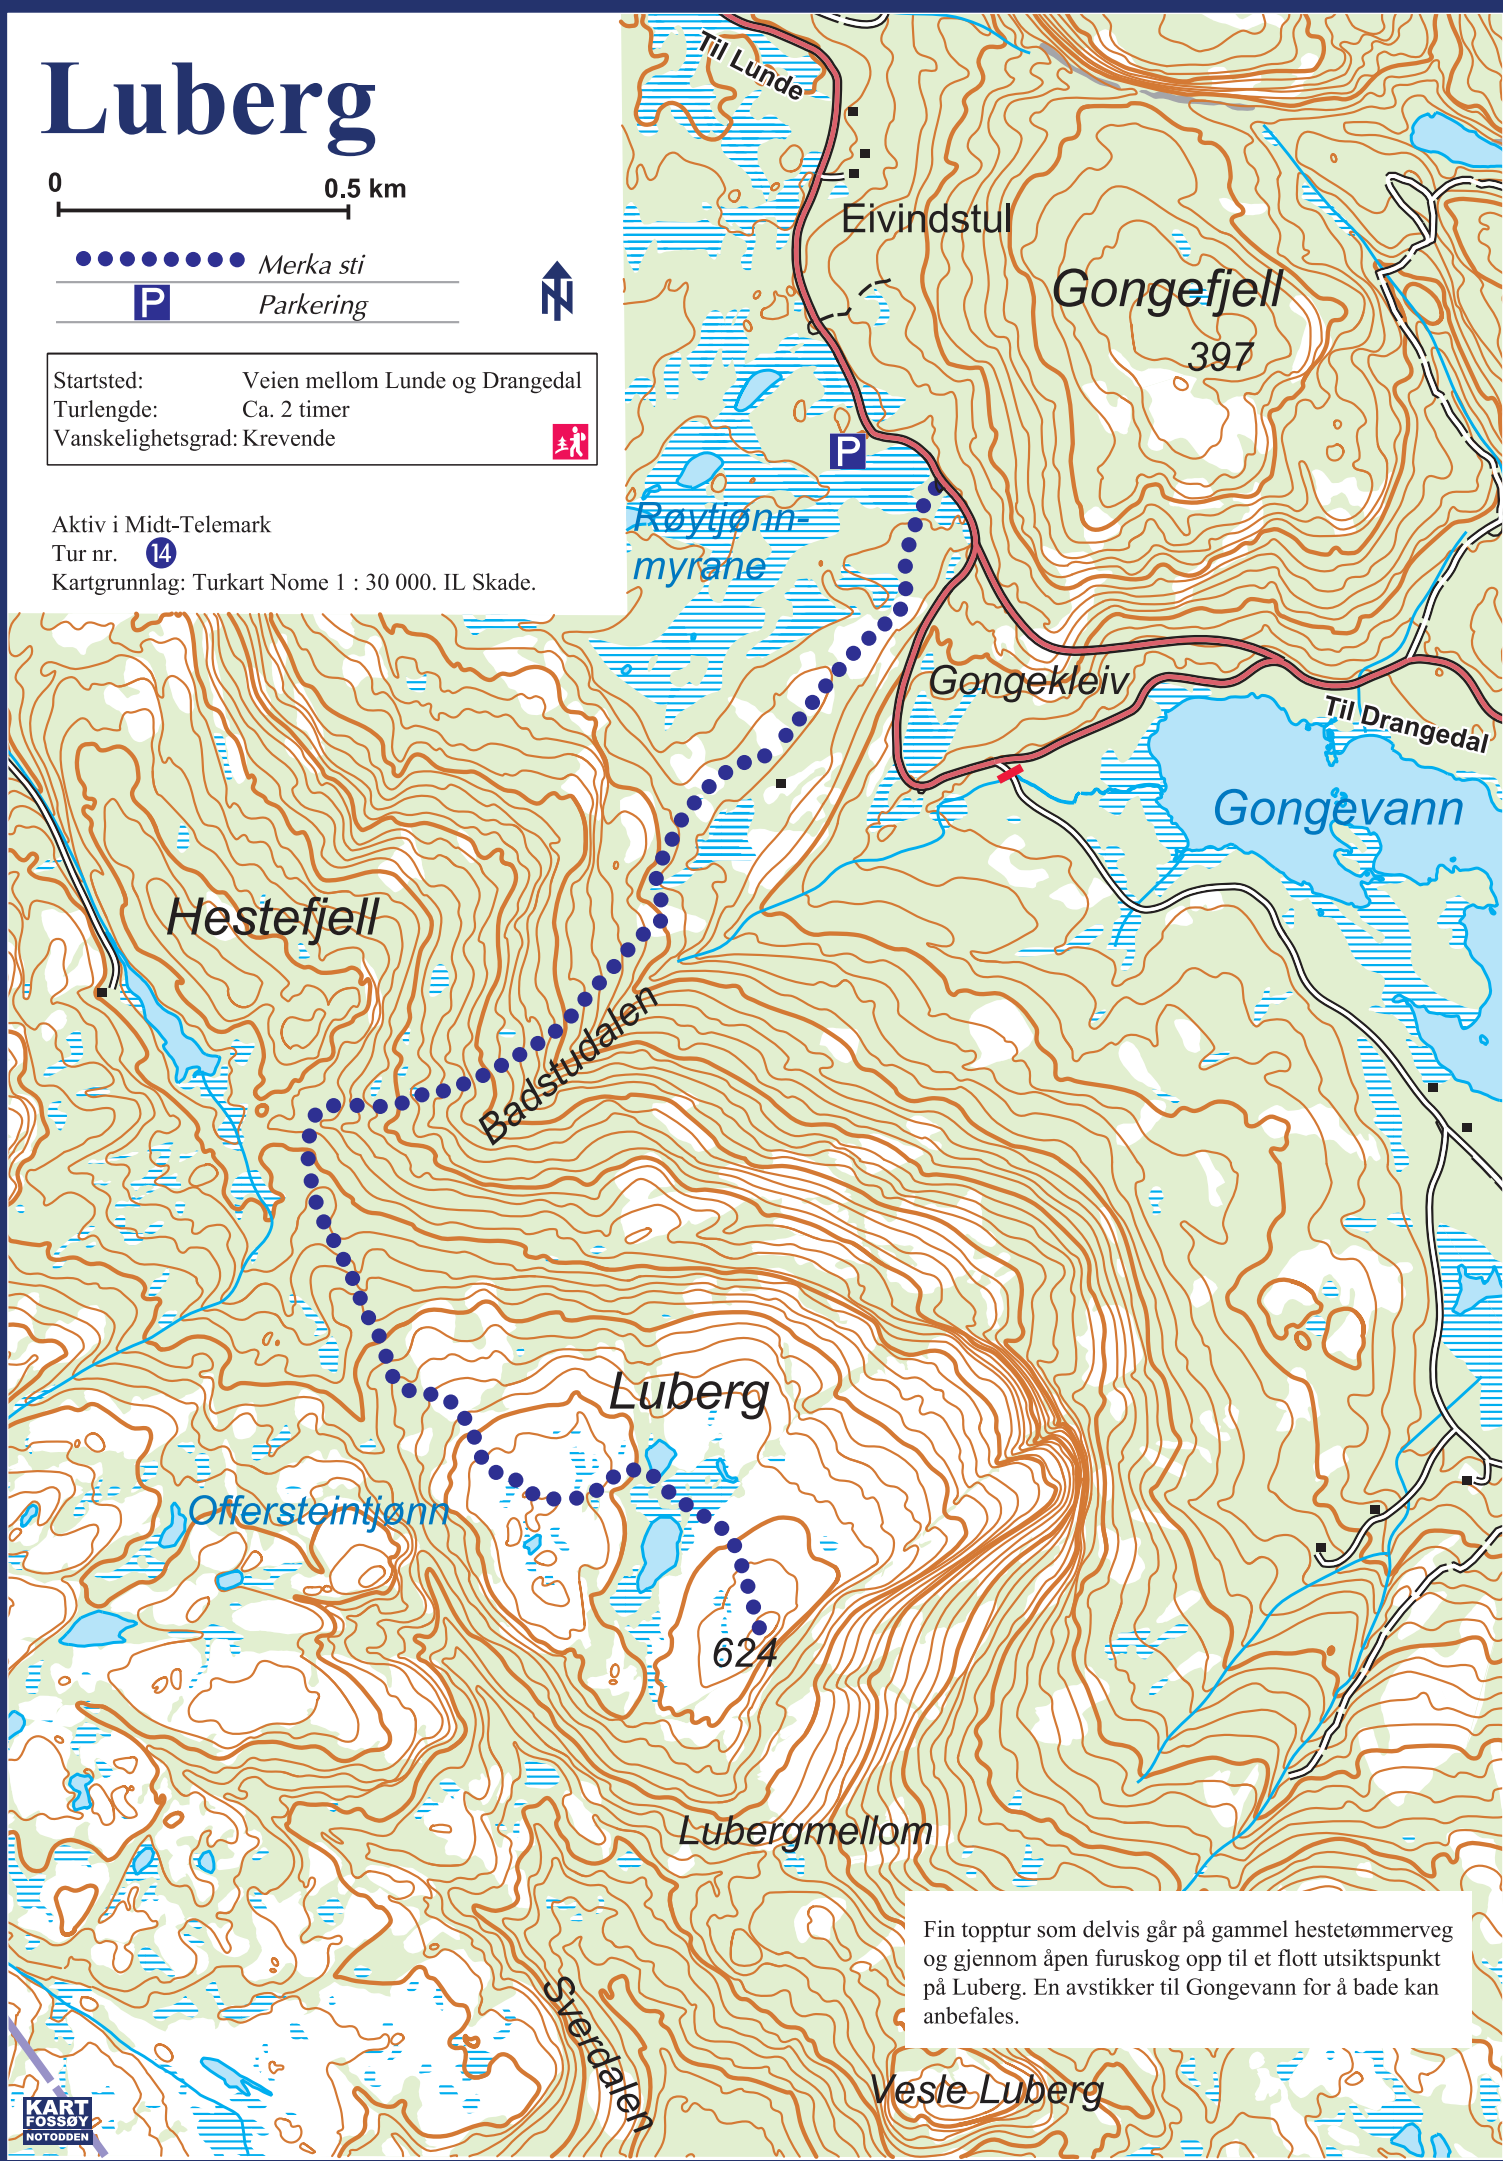 Luberg
0 0.5 km
Merka sti
P Parkering
N
Startsted: Veien mellom Lunde og Drangedal
Turlengde: Ca. 2 timer
Vanskelighetsgrad: Krevende
Aktiv i Midt-Telemark
Tur nr. 14
Kartgrunnlag: Turkart Nome 1 : 30 000. IL Skade.
Til Lunde
Eivindstul
Gongefjell
397
P
Røytjønn-
myrane
Gongekleiv
Til Drangedal
Gongevann
Hestefjell
Badstudalen
Luberg
Offersteintjønn
624
Lubergmellom
Fin topptur som delvis går på gammel hestetømmerveg
og gjennom åpen furuskog opp til et flott utsiktspunkt
på Luberg. En avstikker til Gongevann for å bade kan
anbefales.
Sverdalen
Vesle Luberg
KART
FOSSØY
NOTODDEN